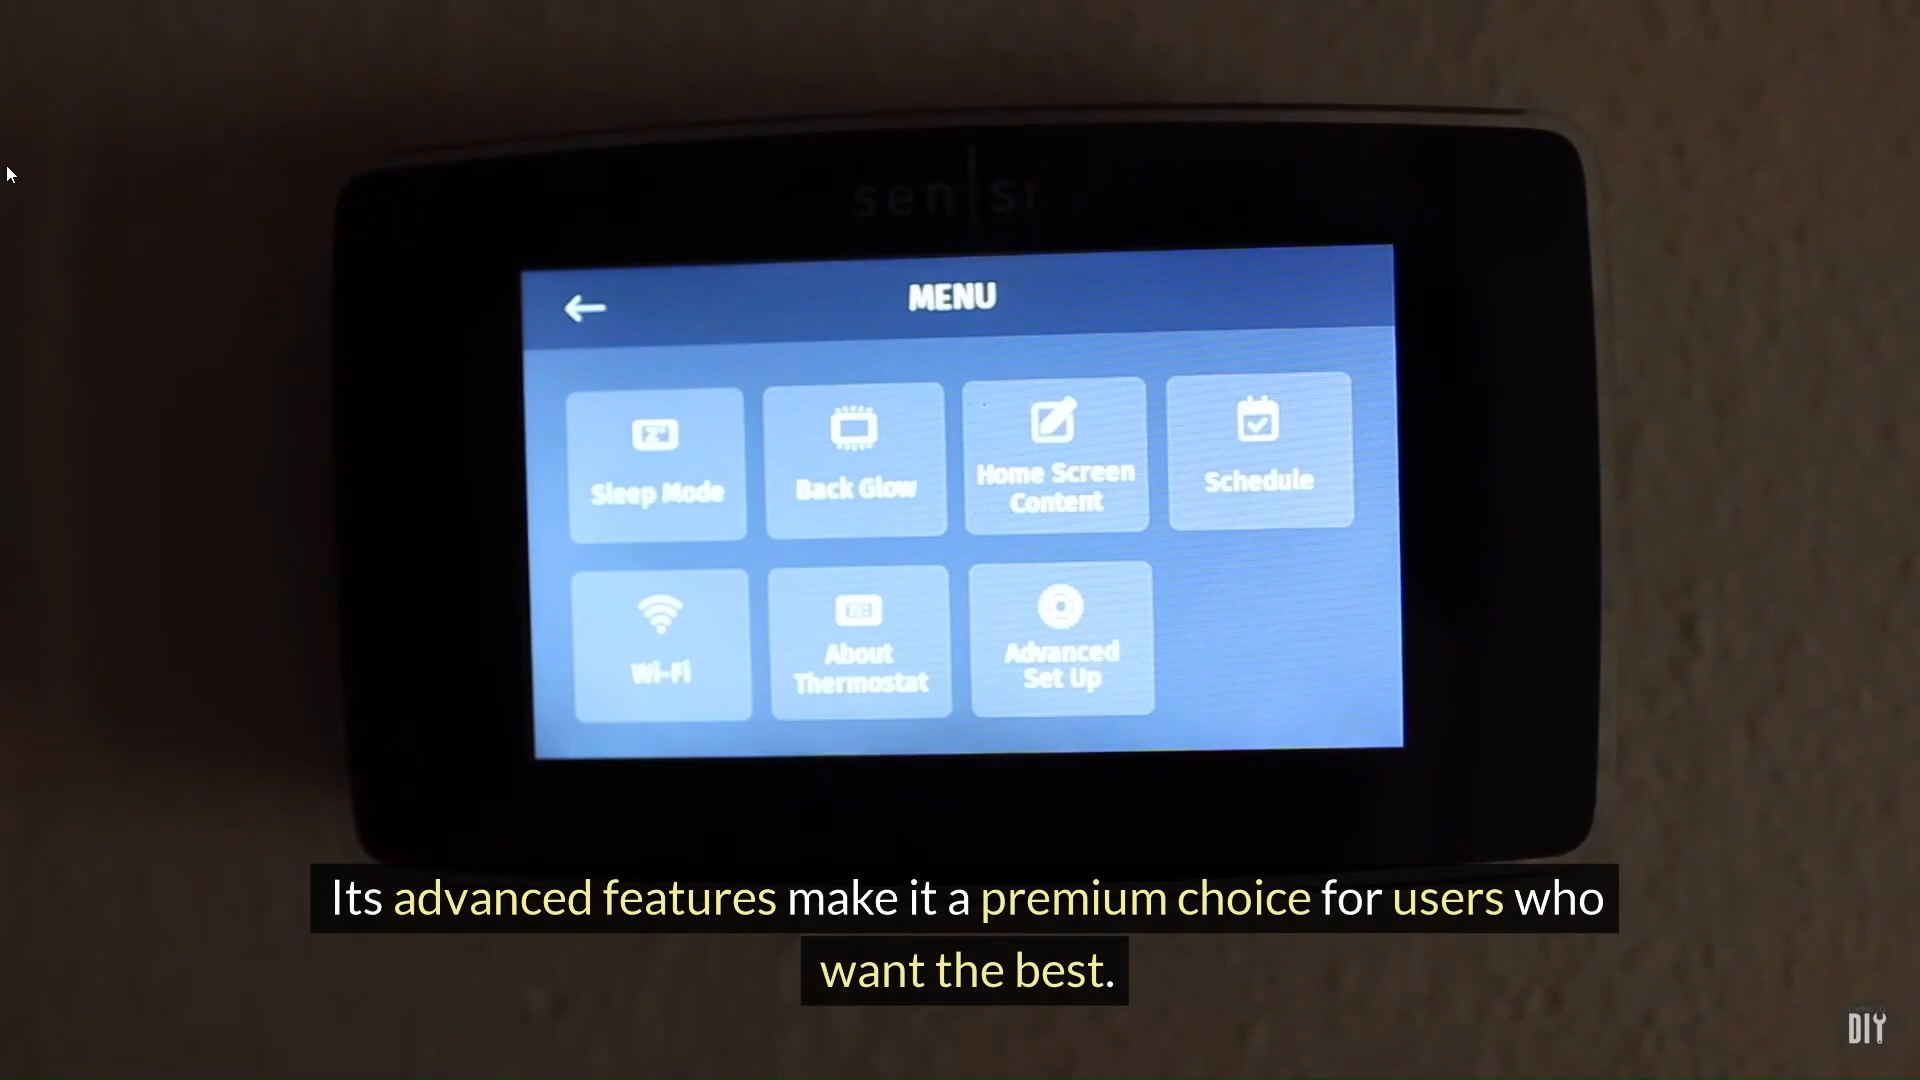 sensi
MENU
Sleep Mode
Back Glow
Home Screen
Content
Schedule
Wi-Fi
About
Thermostat
Advanced
Set Up
Its advanced features make it a premium choice for users who
want the best.
DIY